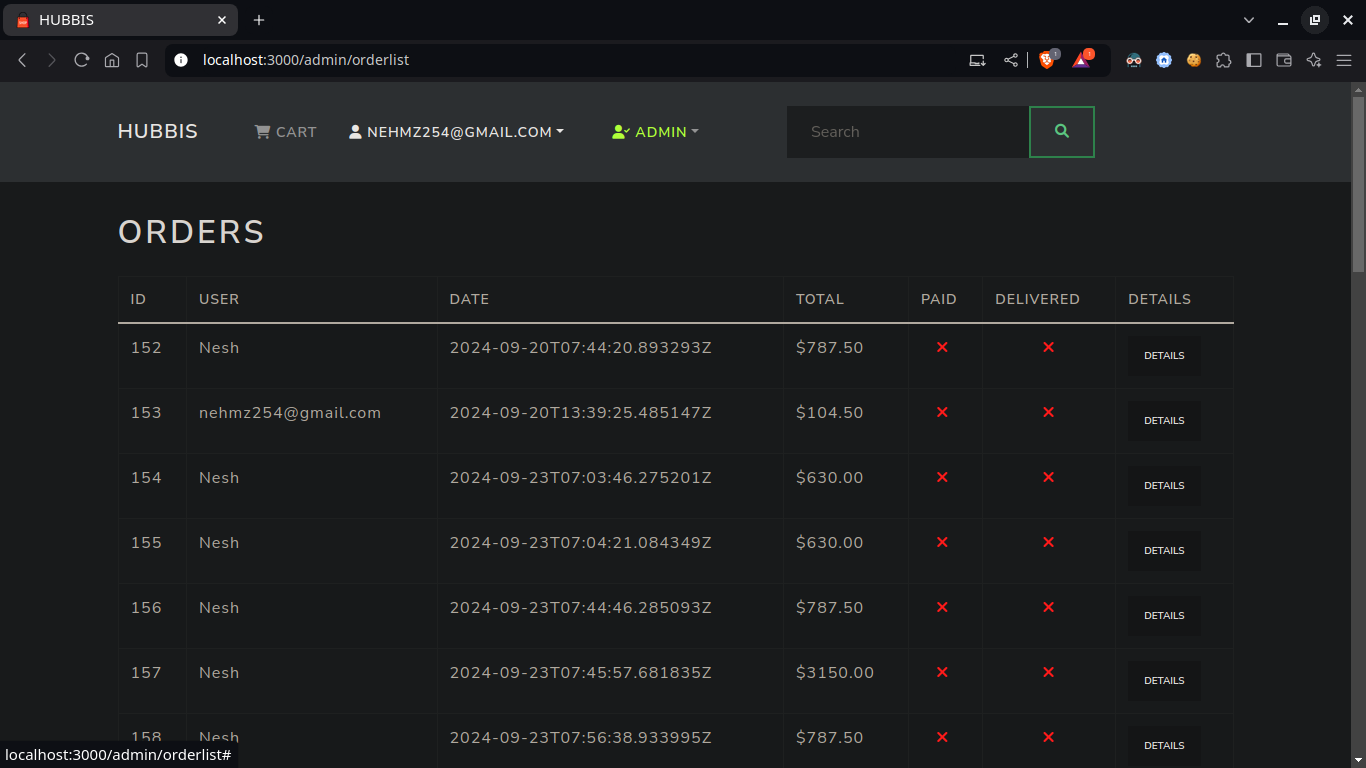 HUBBIS
localhost:3000/admin/orderlist
1
1
HUBBIS CART NEHMZ254@GMAIL.COM ADMIN Search
ORDERS
ID USER DATE TOTAL PAID DELIVERED DETAILS
152 Nesh 2024-09-20T07:44:20.893293Z $787.50 DETAILS
153 nehmz254@gmail.com 2024-09-20T13:39:25.485147Z $104.50 DETAILS
154 Nesh 2024-09-23T07:03:46.275201Z $630.00 DETAILS
155 Nesh 2024-09-23T07:04:21.084349Z $630.00 DETAILS
156 Nesh 2024-09-23T07:44:46.285093Z $787.50 DETAILS
157 Nesh 2024-09-23T07:45:57.681835Z $3150.00 DETAILS
158 Nesh 2024-09-23T07:56:38.933995Z $787.50 DETAILS
localhost:3000/admin/orderlist#